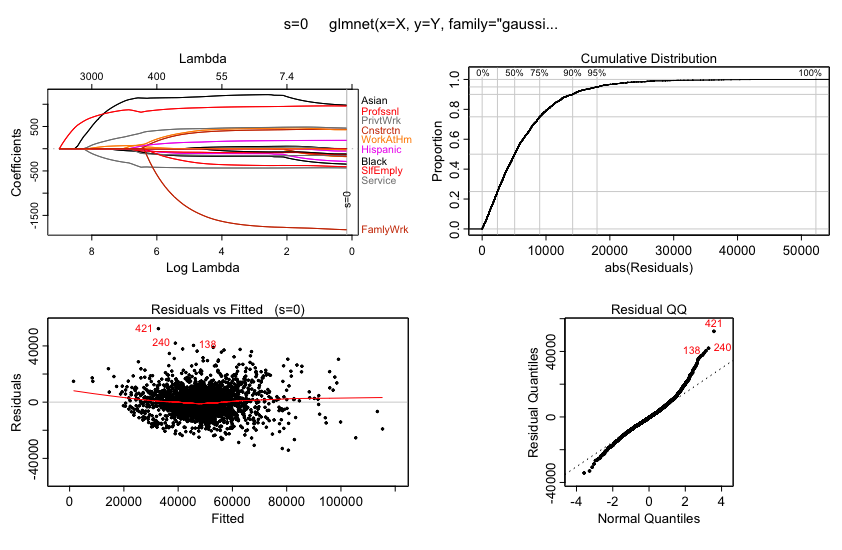 s=0 glmnet(x=X, y=Y, family="gaussi...
Lambda
3000 400 55 7.4
Coefficients
500
-500
-1500
Asian
Profssnl
PrivtWrk
Cnstrctn
WorkAtHm
Hispanic
Black
SlfEmply
Service
FamlyWrk
s=0
8 6 4 2 0
Log Lambda
Cumulative Distribution
0% 50% 75% 90% 95% 100%
Proportion
1.0
0.8
0.6
0.4
0.2
0.0
0 10000 20000 30000 40000 50000
abs(Residuals)
Residuals vs Fitted (s=0)
421
240
138
Residuals
40000
0
-40000
0 20000 40000 60000 80000 100000
Fitted
Residual QQ
421
138
240
Residual Quantiles
40000
0
-40000
-4 -2 0 2 4
Normal Quantiles